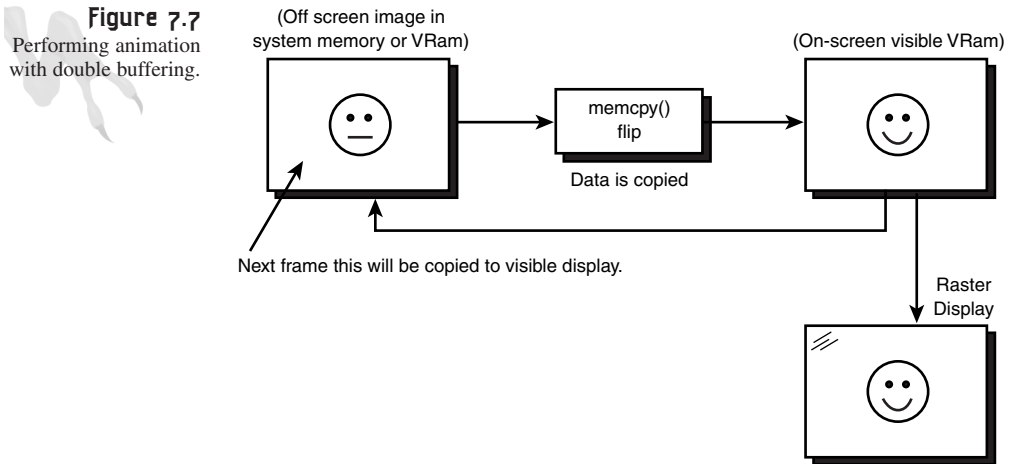 Figure 7.7
Performing animation
with double buffering.
(Off screen image in
system memory or VRam)
memcpy()
flip
Data is copied
(On-screen visible VRam)
Next frame this will be copied to visible display.
Raster
Display